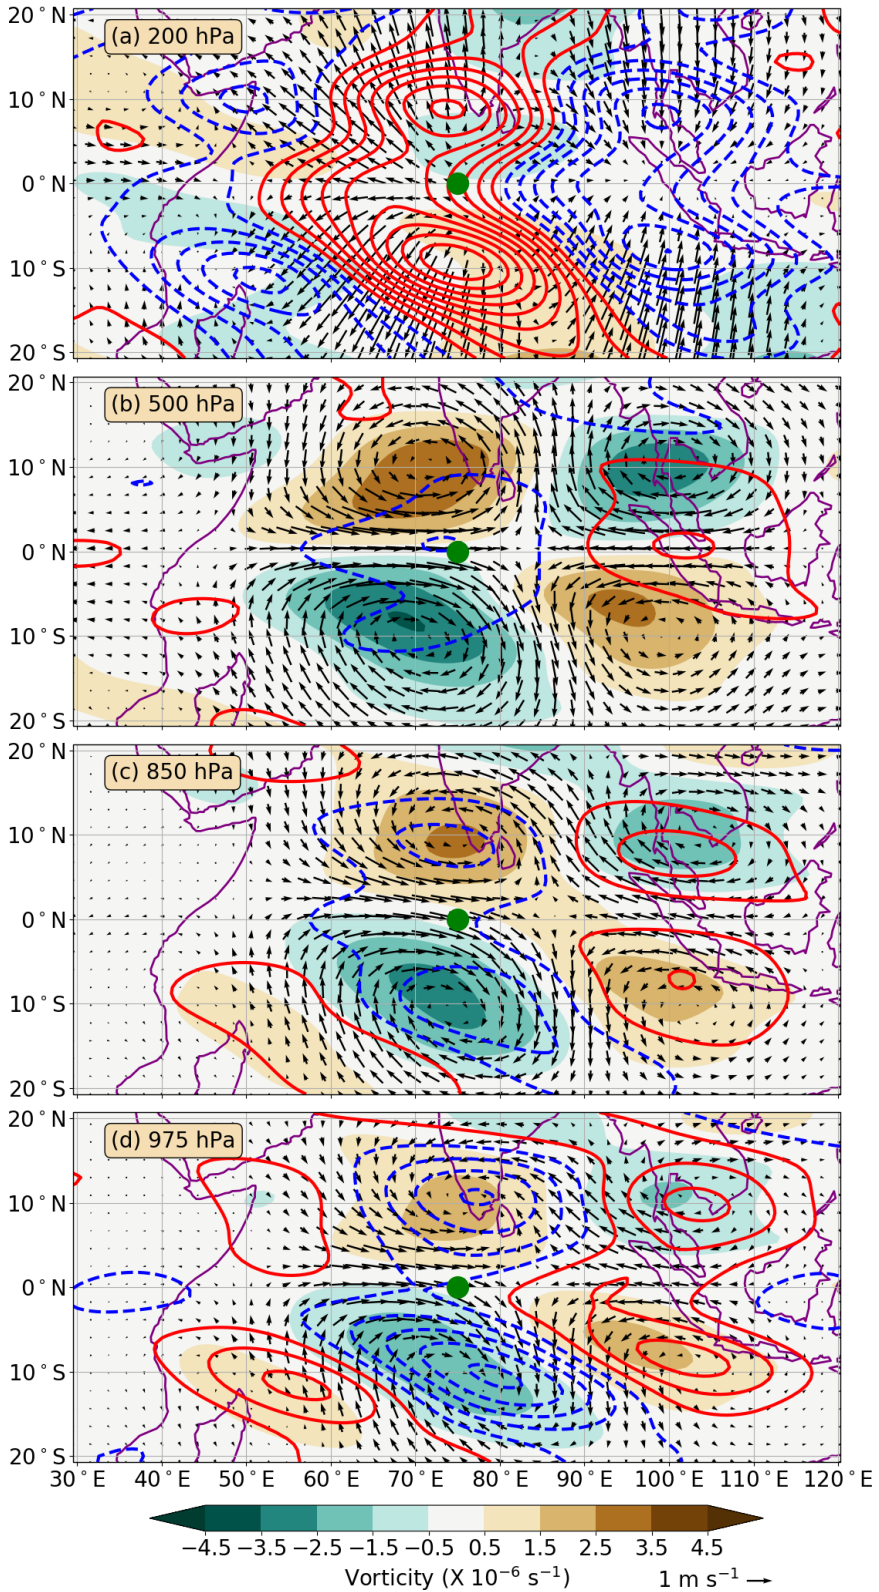 20°N
(a) 200 hPa
10°N
0°N
10°S
20°S
20°N
(b) 500 hPa
10°N
0°N
10°S
20°S
20°N
(c) 850 hPa
10°N
0°N
10°S
20°S
20°N
(d) 975 hPa
10°N
0°N
10°S
20°S
30°E 40°E 50°E 60°E 70°E 80°E 90°E 100°E 110°E 120°E
−4.5 −3.5 −2.5 −1.5 −0.5 0.5 1.5 2.5 3.5 4.5
Vorticity (X 10⁻⁶ s⁻¹) 1 m s⁻¹